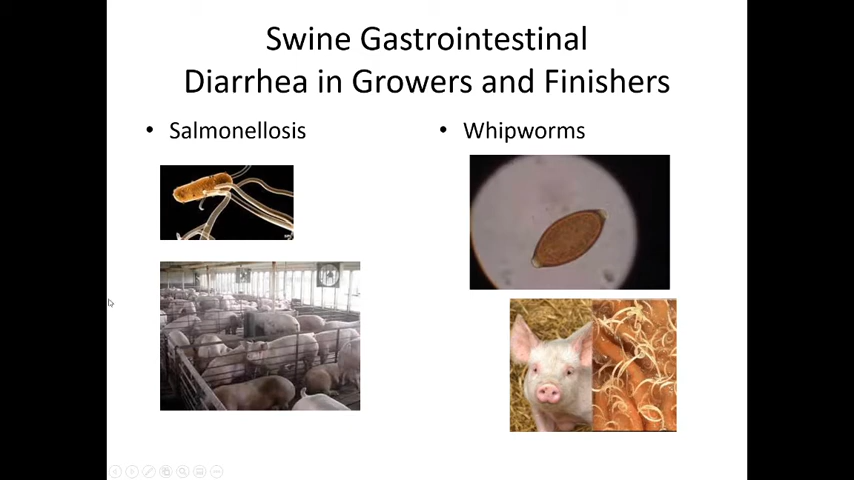 Swine Gastrointestinal
Diarrhea in Growers and Finishers
• Salmonellosis
• Whipworms